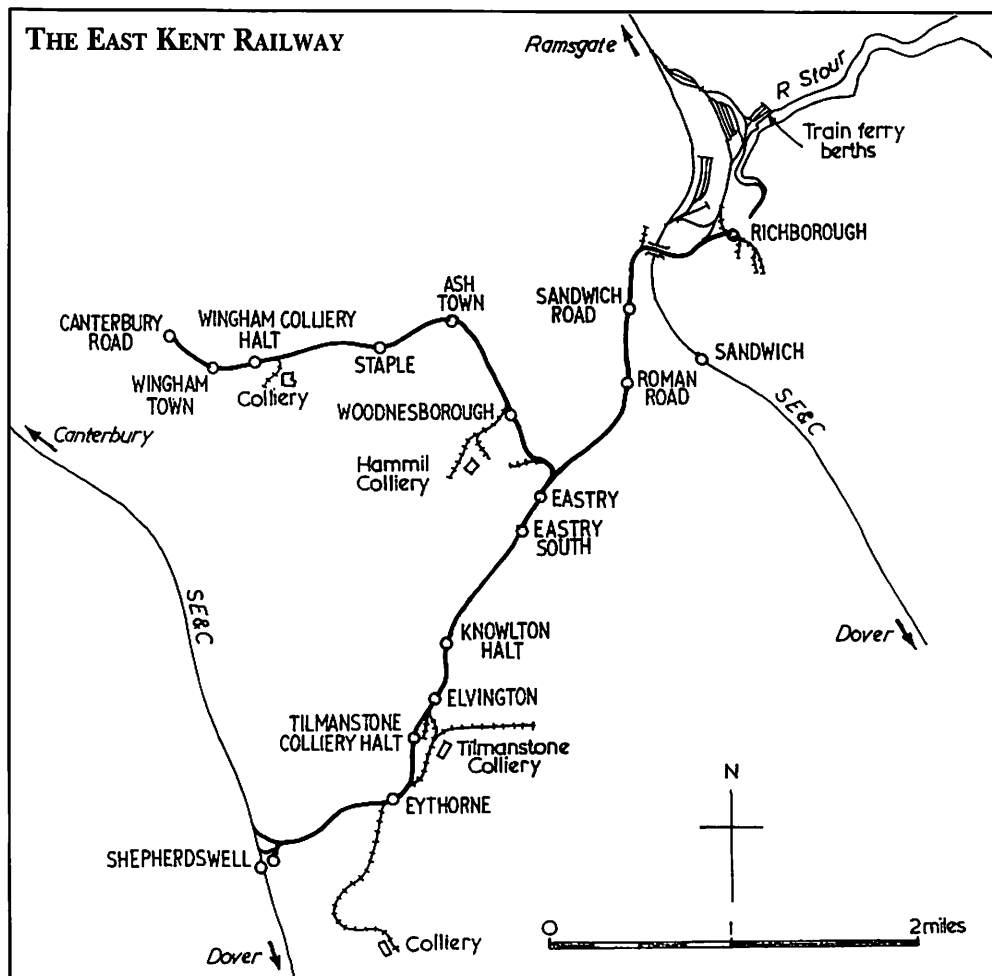 THE EAST KENT RAILWAY
Ramsgate
R Stour
Train ferry
berths
RICHBOROUGH
ASH
TOWN
SANDWICH
ROAD
CANTERBURY
ROAD
WINGHAM COLLIERY
HALT
STAPLE
SANDWICH
WINGHAM
TOWN
Colliery
ROMAN
ROAD
WOODNESBOROUGH
SE&C
Canterbury
Hammil
Colliery
EASTRY
EASTRY
SOUTH
SE&C
KNOWLTON
HALT
Dover
ELVINGTON
TILMANSTONE
COLLIERY HALT
Tilmanstone
Colliery
N
EYTHORNE
SHEPHERDSWELL
Colliery
Dover
0 1 2 miles